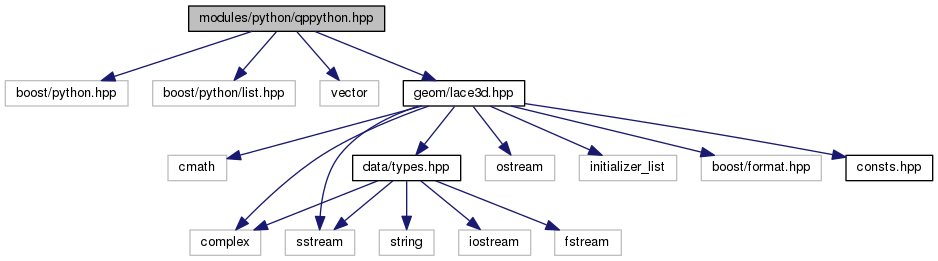 modules/python/qppython.hpp
boost/python.hpp
boost/python/list.hpp
vector
geom/lace3d.hpp
cmath
data/types.hpp
ostream
initializer_list
boost/format.hpp
consts.hpp
complex
sstream
string
iostream
fstream